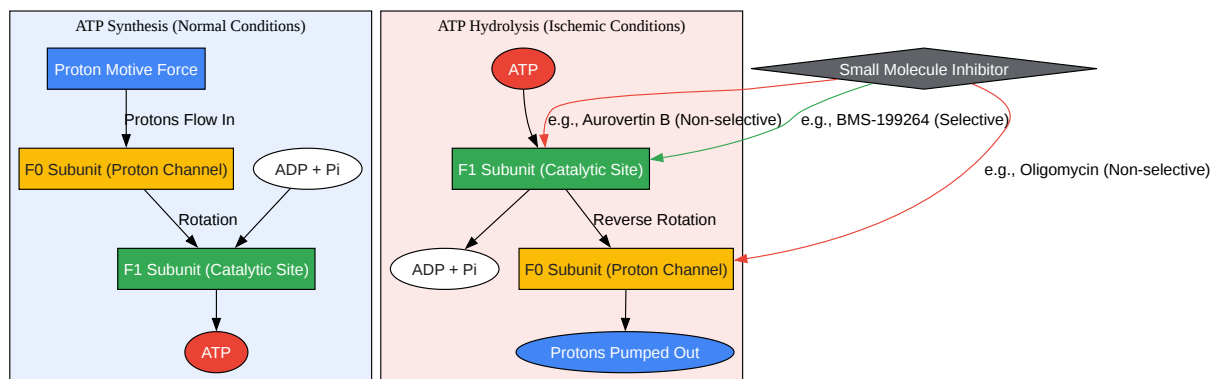 ATP Synthesis (Normal Conditions)
Proton Motive Force
Protons Flow In
F0 Subunit (Proton Channel)
ADP + Pi
Rotation
F1 Subunit (Catalytic Site)
ATP
ATP Hydrolysis (Ischemic Conditions)
ATP
Small Molecule Inhibitor
e.g., Aurovertin B (Non-selective)
e.g., BMS-199264 (Selective)
F1 Subunit (Catalytic Site)
e.g., Oligomycin (Non-selective)
Reverse Rotation
ADP + Pi
F0 Subunit (Proton Channel)
Protons Pumped Out